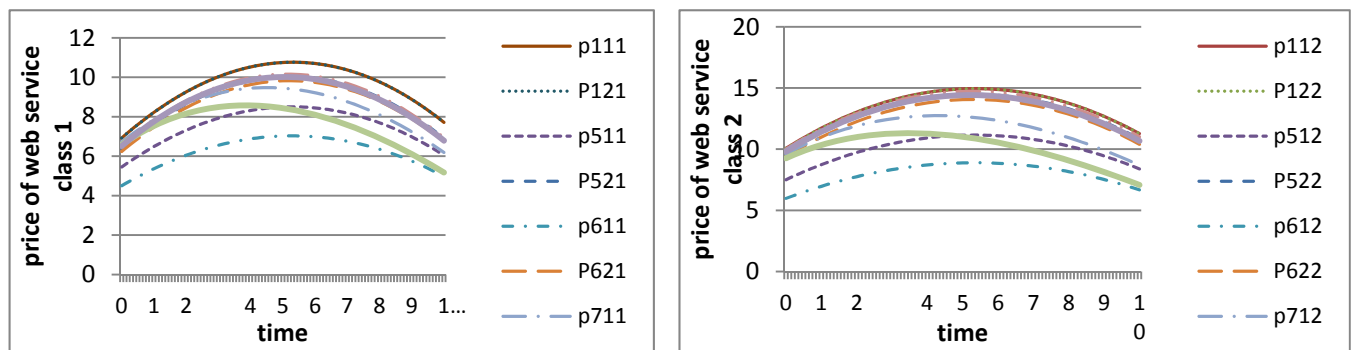 price of web service
class 1
12
10
8
6
4
2
0
0 1 2 4 5 6 7 8 9 1...
time
p111
P121
p511
P521
p611
P621
p711
price of web service
class 2
20
15
10
5
0
0 1 2 4 5 6 7 8 9 1
0
time
p112
P122
p512
P522
p612
P622
p712